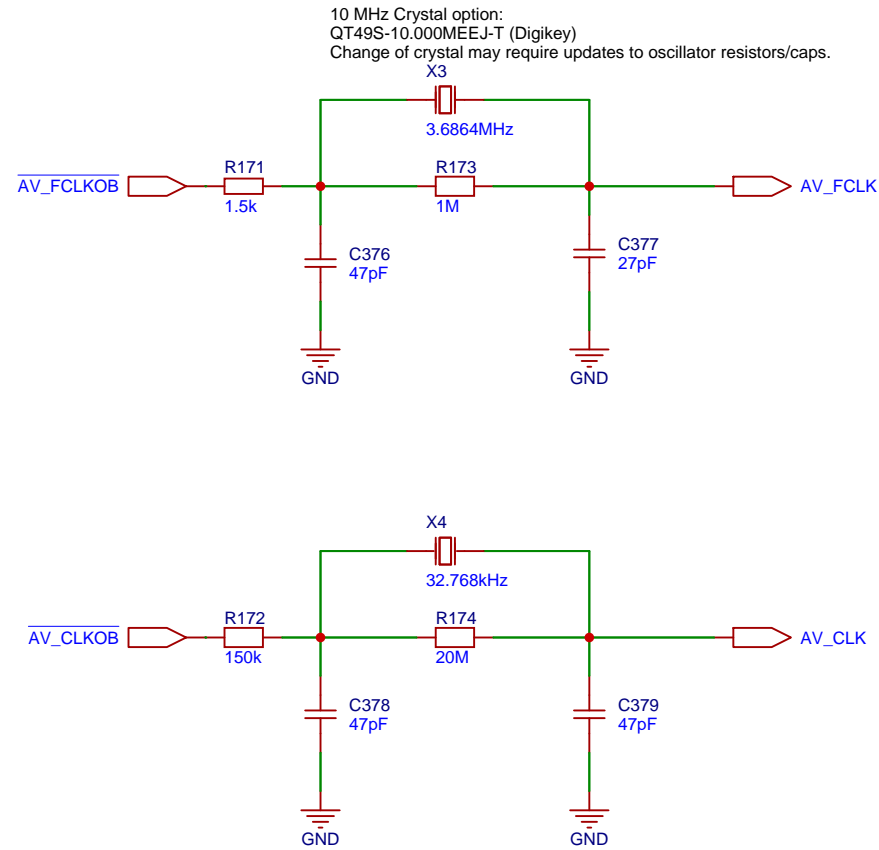 10 MHz Crystal option:
QT49S-10.000MEEJ-T (Digikey)
Change of crystal may require updates to oscillator resistors/caps.
X3
3.6864MHz
AV_FCLKOB
R171
1.5k
R173
1M
AV_FCLK
C376
47pF
C377
27pF
GND
GND
X4
32.768kHz
AV_CLKOB
R172
150k
R174
20M
AV_CLK
C378
47pF
C379
47pF
GND
GND